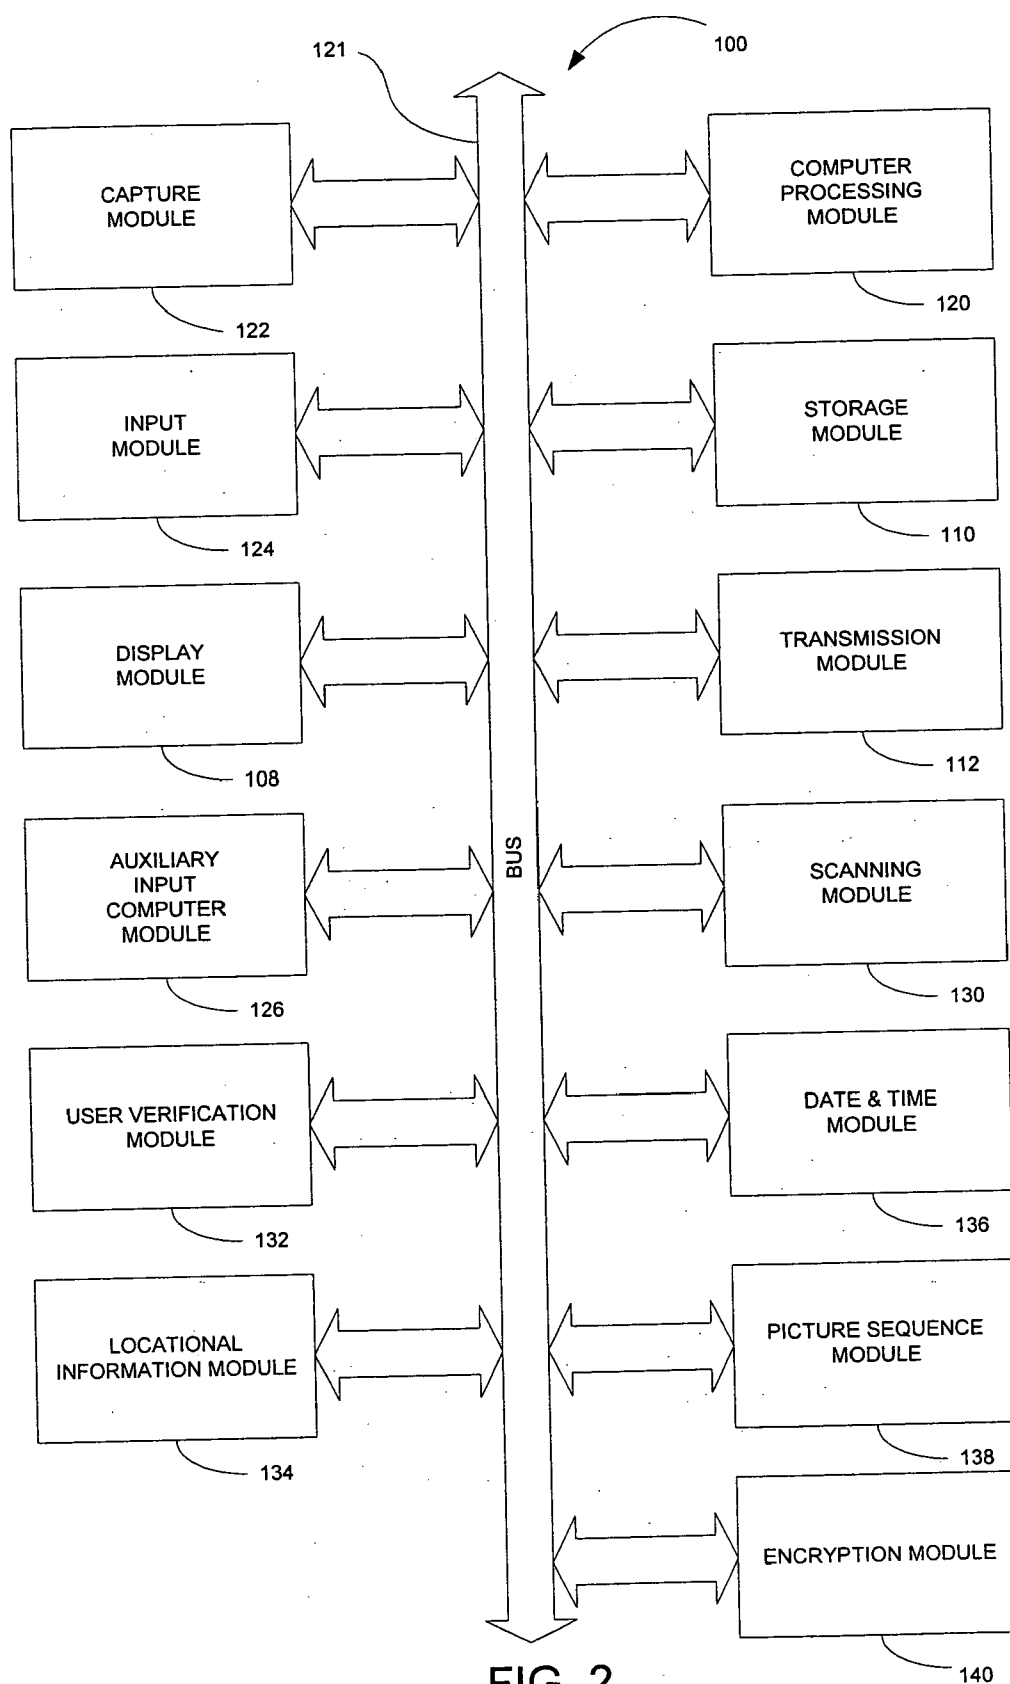 121
100
CAPTURE
MODULE
122
COMPUTER
PROCESSING
MODULE
120
INPUT
MODULE
124
STORAGE
MODULE
110
DISPLAY
MODULE
108
TRANSMISSION
MODULE
112
AUXILIARY
INPUT
COMPUTER
MODULE
126
BUS
SCANNING
MODULE
130
USER VERIFICATION
MODULE
132
DATE & TIME
MODULE
136
LOCATIONAL
INFORMATION MODULE
134
PICTURE SEQUENCE
MODULE
138
ENCRYPTION MODULE
140
FIG. 2